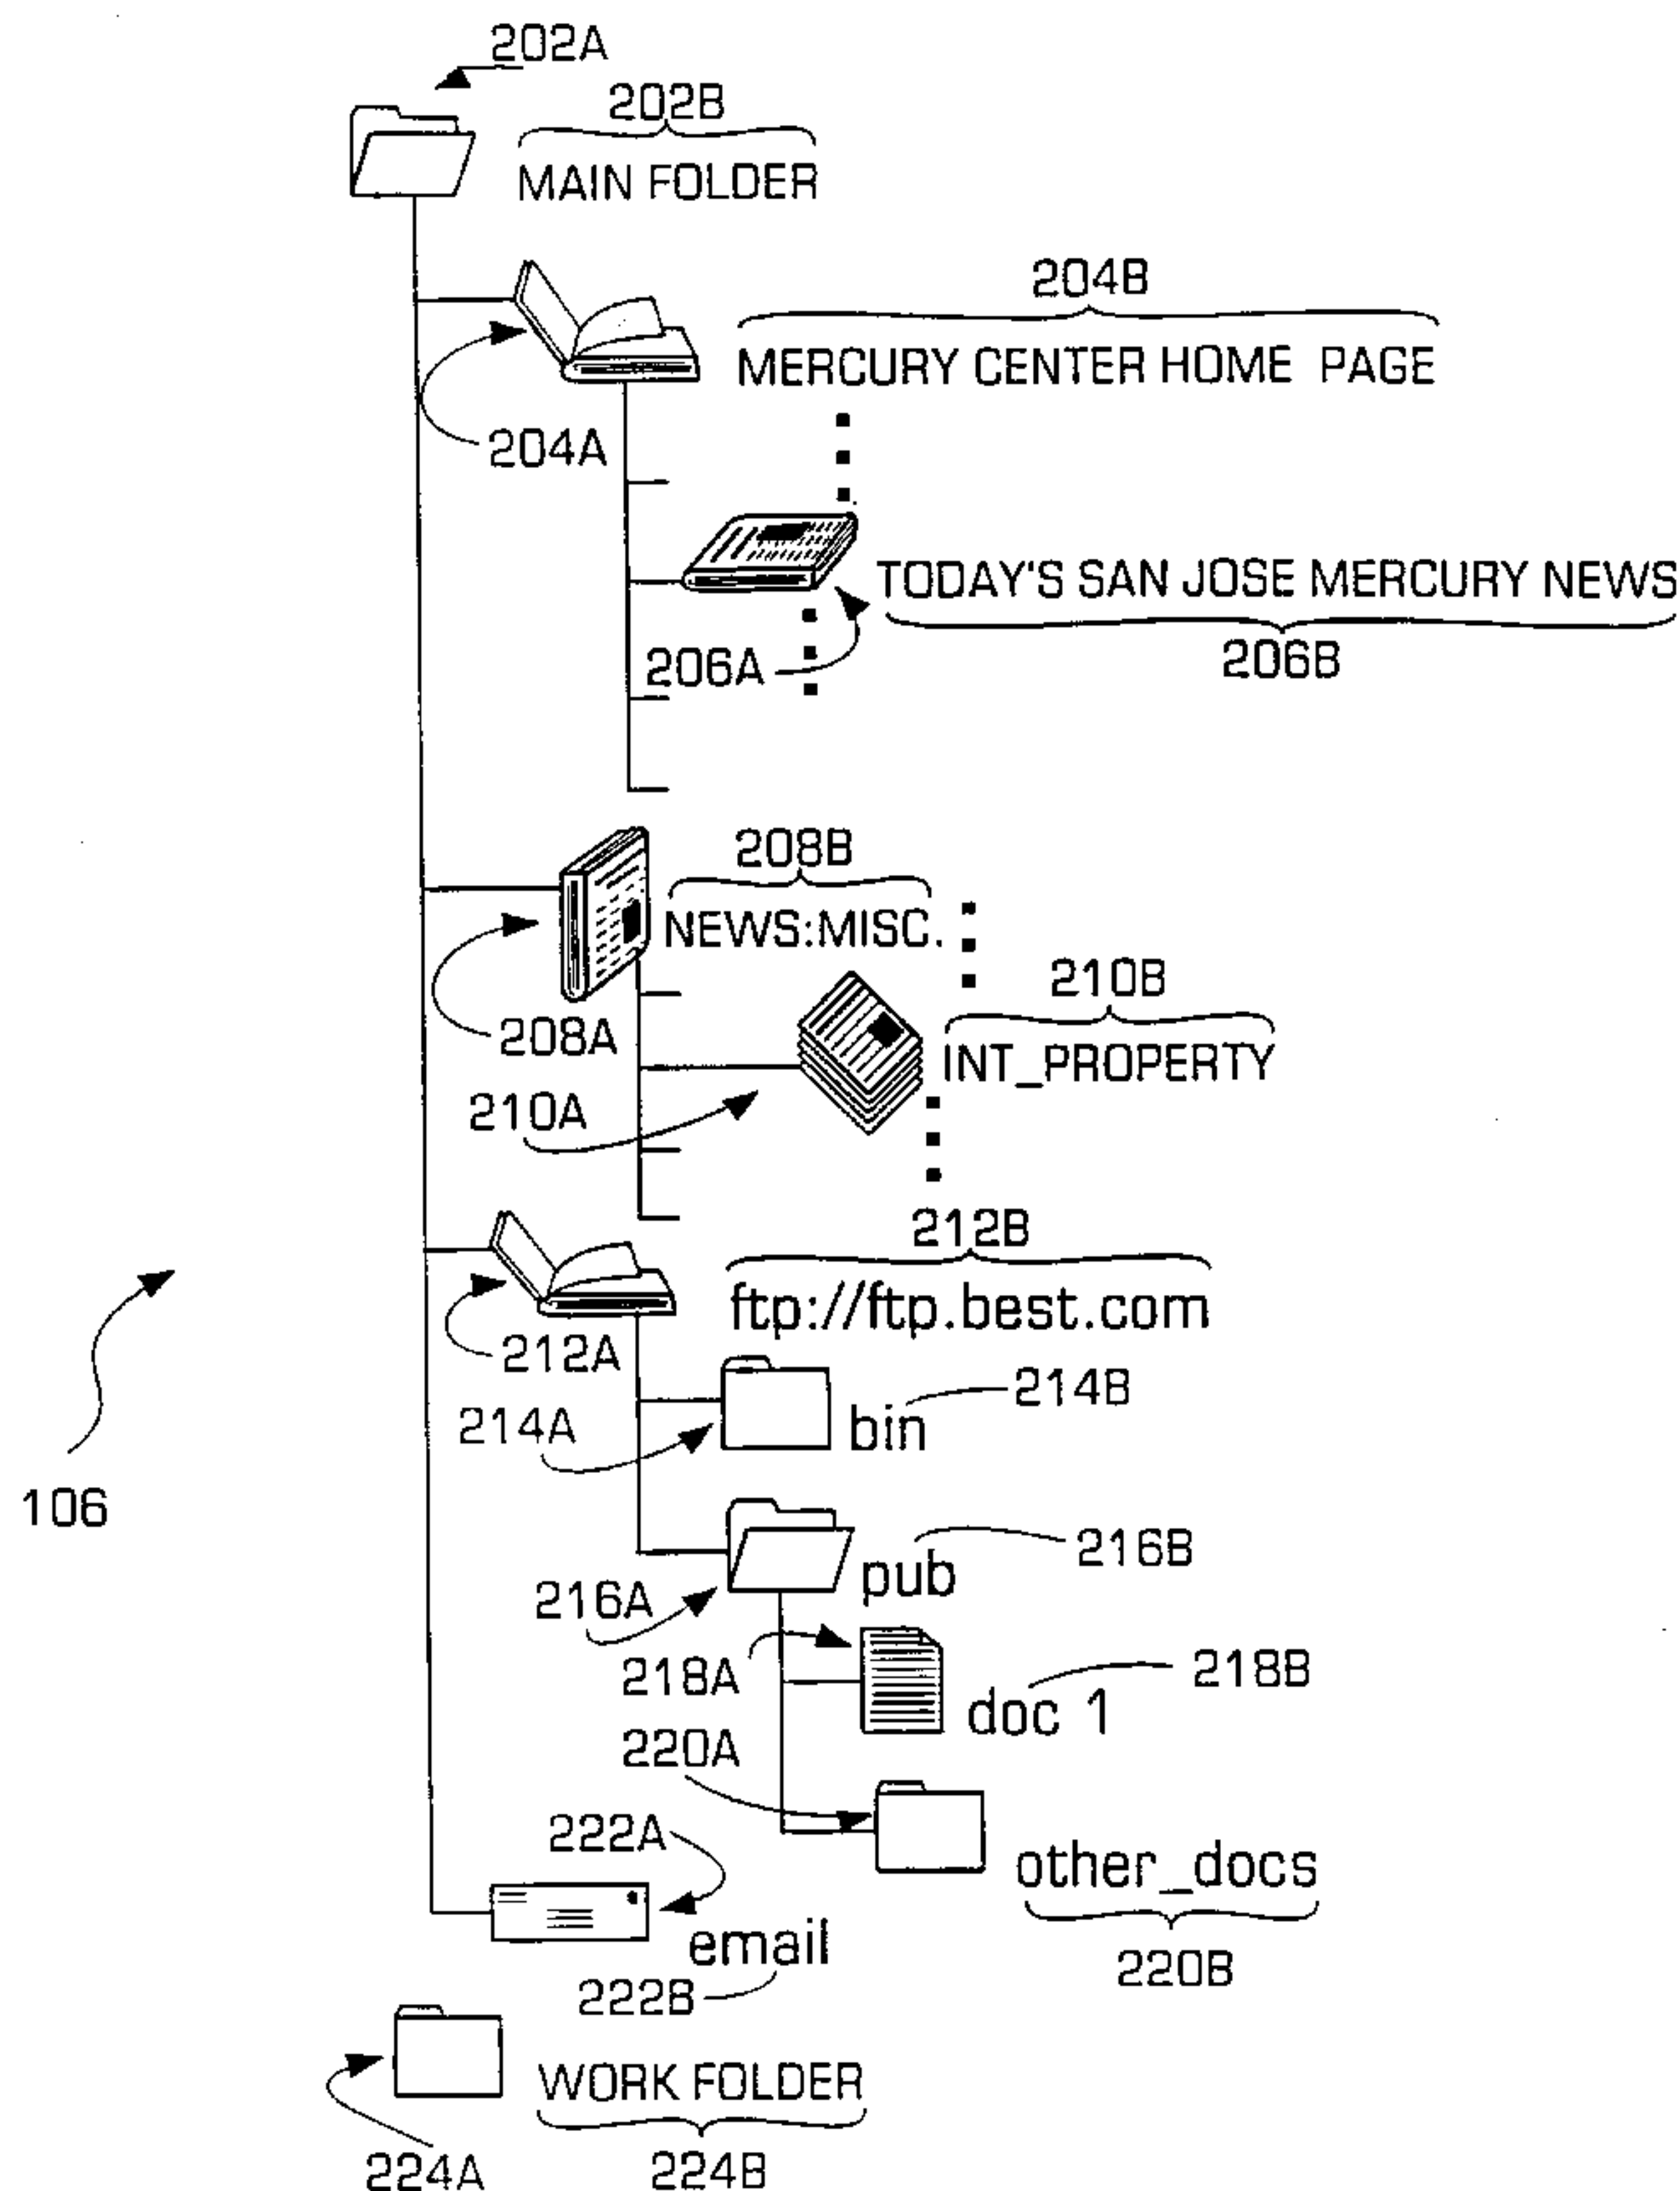 202A
202B
MAIN FOLDER
204B
MERCURY CENTER HOME PAGE
204A
TODAY'S SAN JOSE MERCURY NEWS
206A
206B
208B
NEWS:MISC.
210B
208A
INT_PROPERTY
210A
212B
ftp://ftp.best.com
212A
214B
214A
bin
106
216B
pub
216A
218A
218B
doc 1
220A
222A
other_docs
email
220B
222B
WORK FOLDER
224A
224B